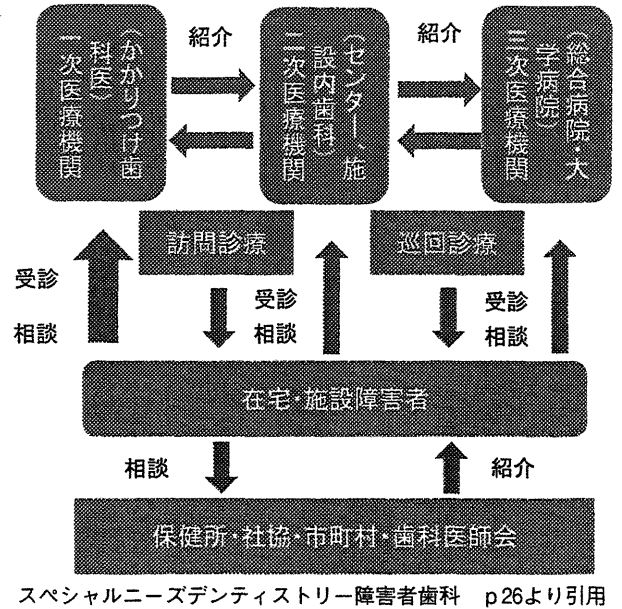 一次医療機関
(かかりつけ歯
科医)
紹介
二次医療機関
(センター、施
設内歯科)
紹介
三次医療機関
(総合病院・大
学病院)
訪問診療
巡回診療
受診
相談
受診
相談
受診
相談
在宅・施設障害者
相談
紹介
保健所・社協・市町村・歯科医師会
スペシャルニーズデンティストリー障害者歯科 p26より引用